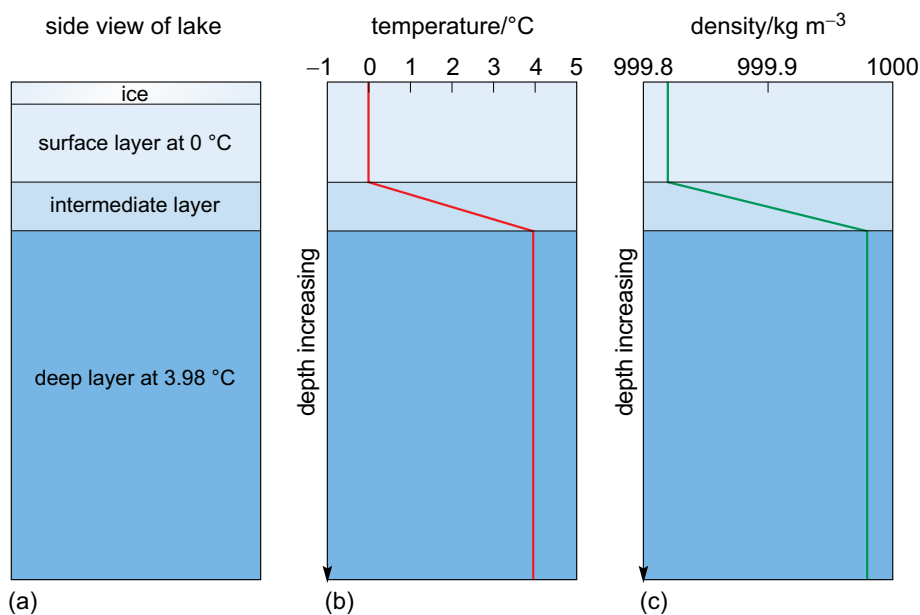 side view of lake
temperature/°C
density/kg m⁻³
–1 0 1 2 3 4 5
999.8 999.9 1000
ice
surface layer at 0 °C
intermediate layer
deep layer at 3.98 °C
depth increasing
depth increasing
(a)
(b)
(c)